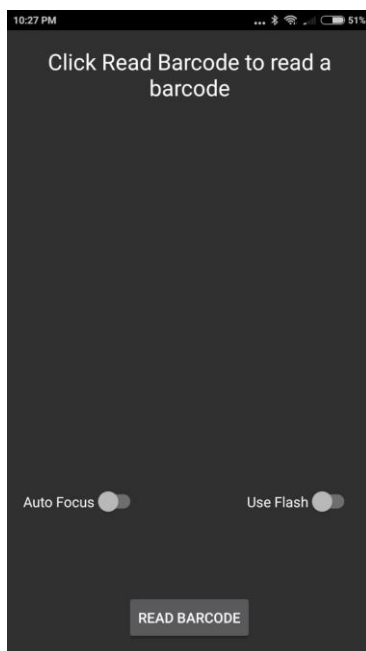 10:27 PM ... 51%
Click Read Barcode to read a
barcode
Auto Focus Use Flash
READ BARCODE